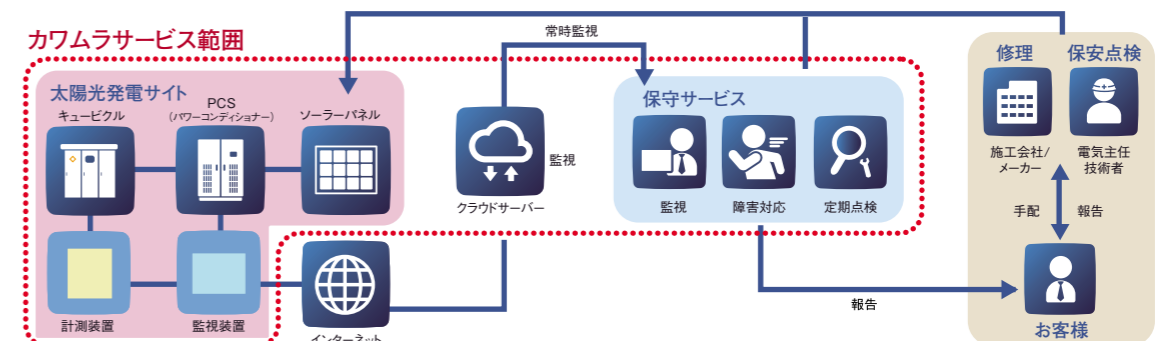 常時監視
カワムラサービス範囲
修理
保安点検
太陽光発電サイト
キュービクル
PCS
(パワーコンディショナー)
ソーラーパネル
保守サービス
監視
クラウドサーバー
監視
障害対応
定期点検
施工会社/
メーカー
電気主任
技術者
手配
報告
計測装置
監視装置
インターネット
報告
お客様